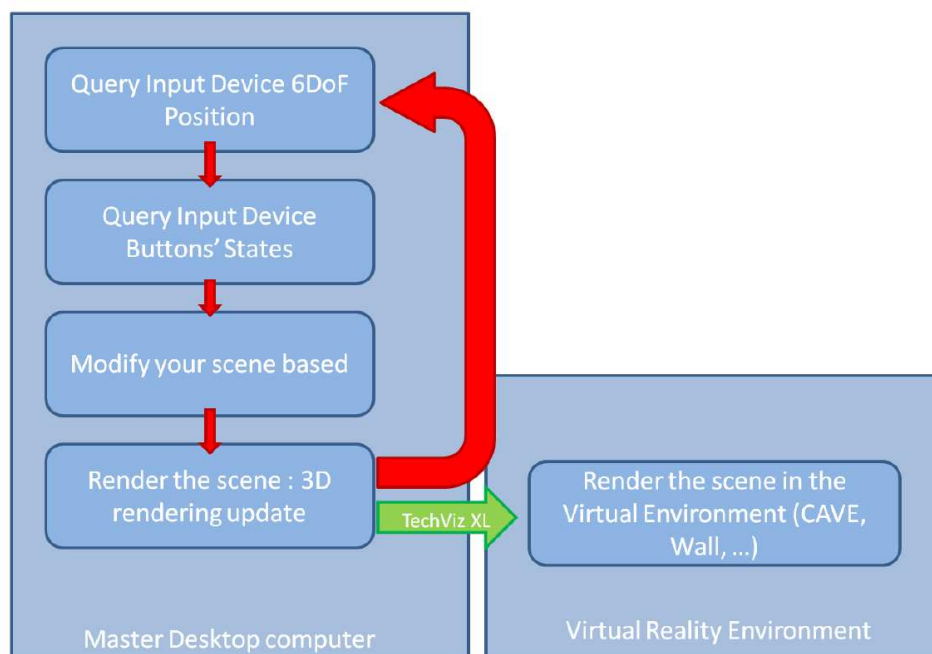 Query Input Device 6DoF
Position
Query Input Device
Buttons’ States
Modify your scene based
Render the scene : 3D
rendering update
TechViz XL
Render the scene in the
Virtual Environment (CAVE,
Wall, ...)
Master Desktop computer
Virtual Reality Environment